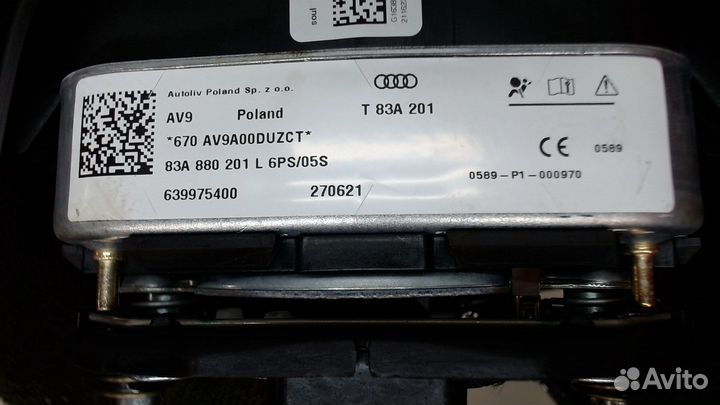 soul
Autoliv Poland Sp. z o.o.
AV9 Poland T 83A 201
*670 AV9A00DUZCT*
83A 880 201 L 6PS/05S
CE 0589
0589-P1-000970
639975400 270621
Avito